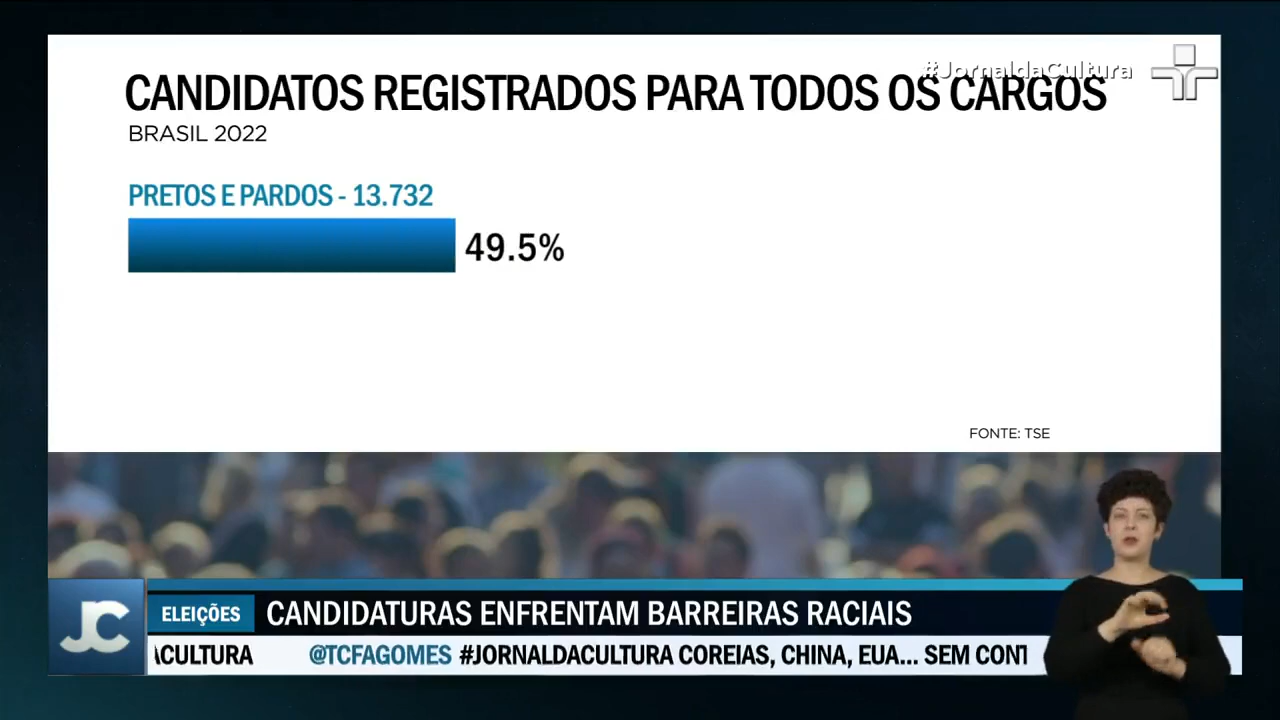 #JornaldaCultura
CANDIDATOS REGISTRADOS PARA TODOS OS CARGOS
BRASIL 2022
PRETOS E PARDOS - 13.732
49.5%
FONTE: TSE
JC
ELEIÇÕES
CANDIDATURAS ENFRENTAM BARREIRAS RACIAIS
ACULTURA @TCFAGOMES #JORNALDACULTURA COREIAS, CHINA, EUA... SEM CONT